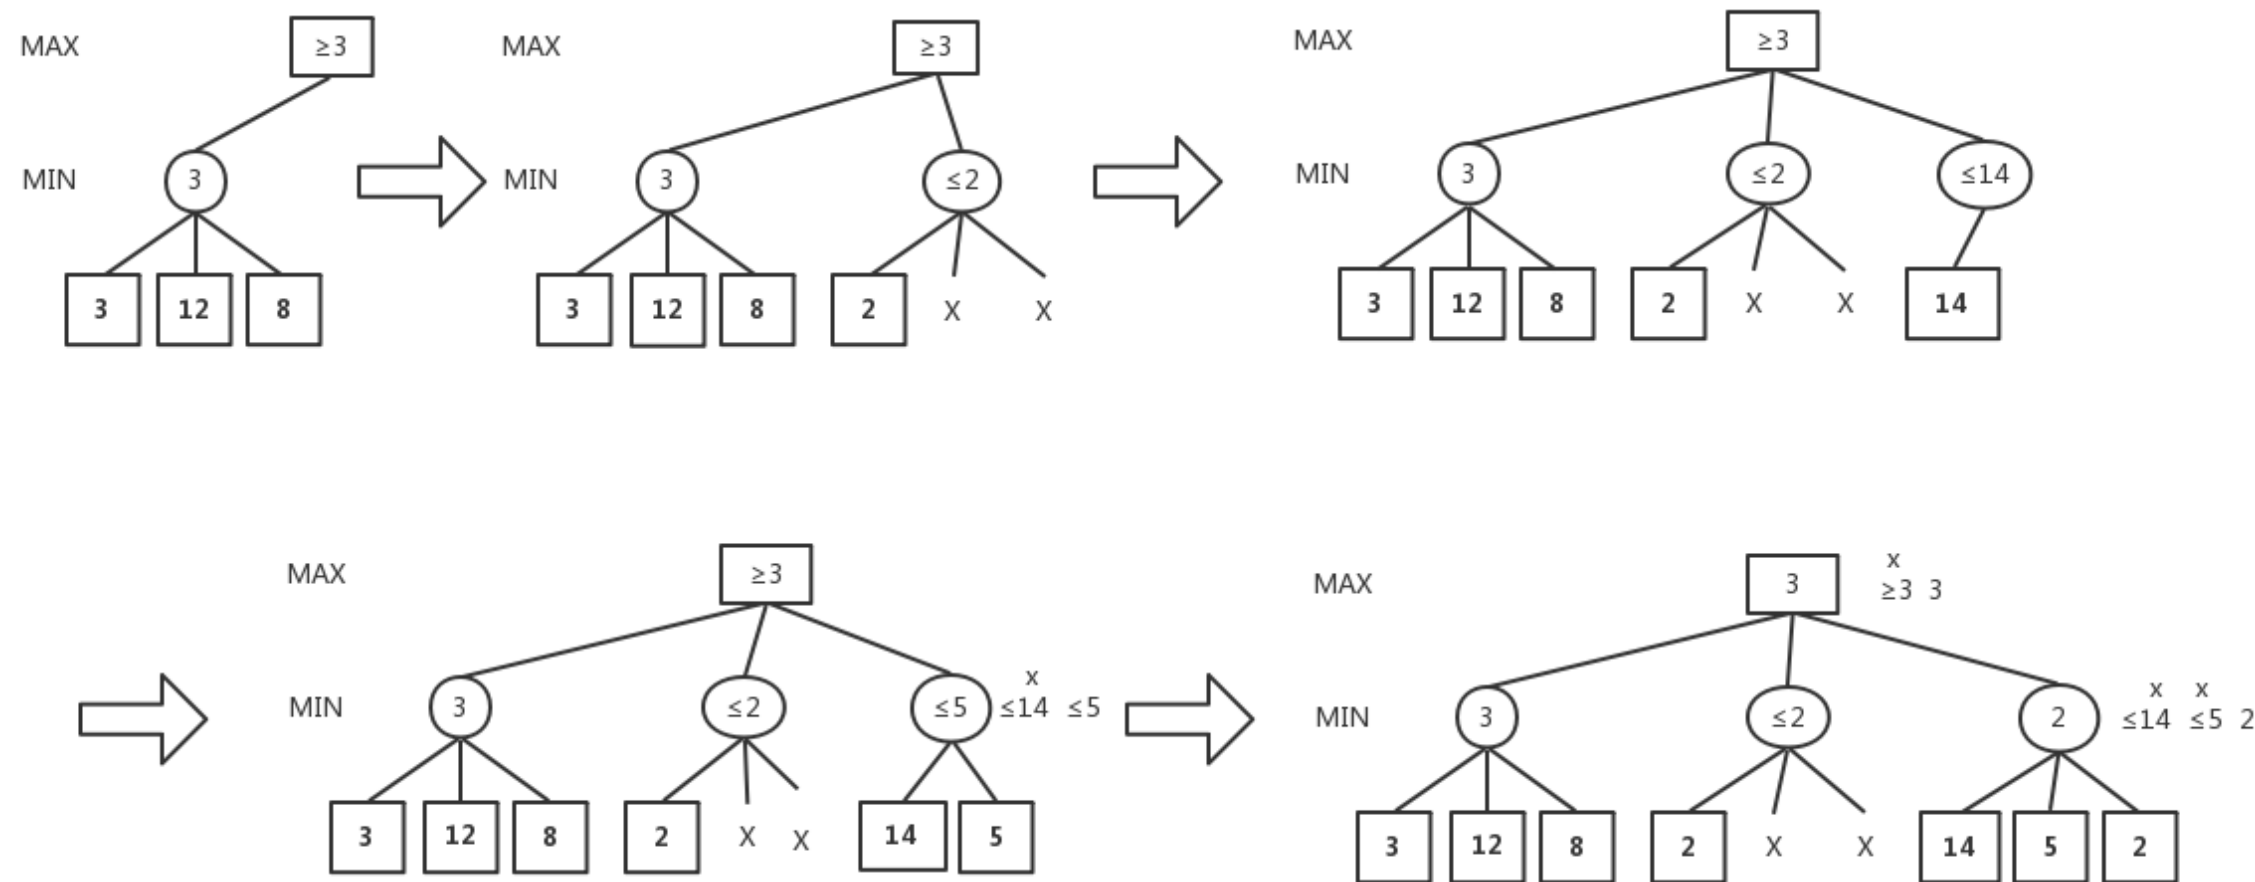 MAX ≥3 MAX ≥3 MAX ≥3
MIN 3 MIN 3 ≤2 MIN 3 ≤2 ≤14
3 12 8 3 12 8 2 X X 3 12 8 2 X X 14
x
MAX ≥3 MAX 3 ≥3 3
x x x
MIN 3 ≤2 ≤5 ≤14 ≤5 MIN 3 ≤2 2 ≤14 ≤5 2
3 12 8 2 X X 14 5 3 12 8 2 X X 14 5 2